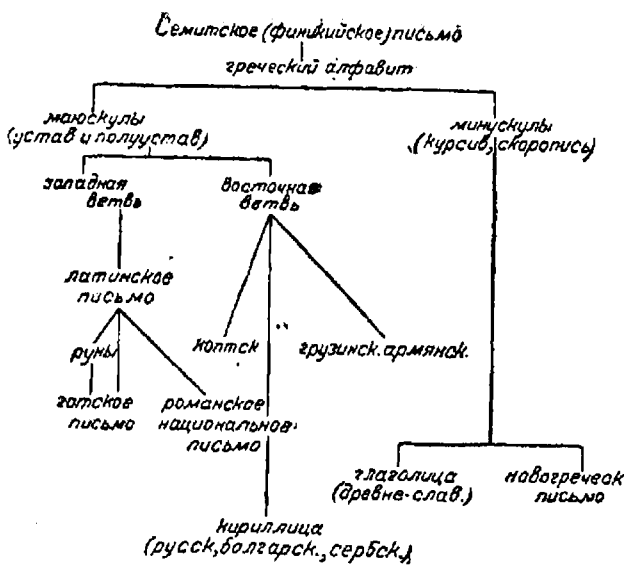 Семитское (финикийское) письмо
греческий алфавит
маюскулы
(устав и полуустав)
минускулы
(курсив, скоропись)
западная
ветвь
восточная
ветвь
латинское
письмо
руны
коптск
грузинск. армянск.
готское
письмо
романское
национальное
письмо
глаголица
(древне-слав.)
новогреческ
письмо
кириллица
(русск, болгарск., сербск.)